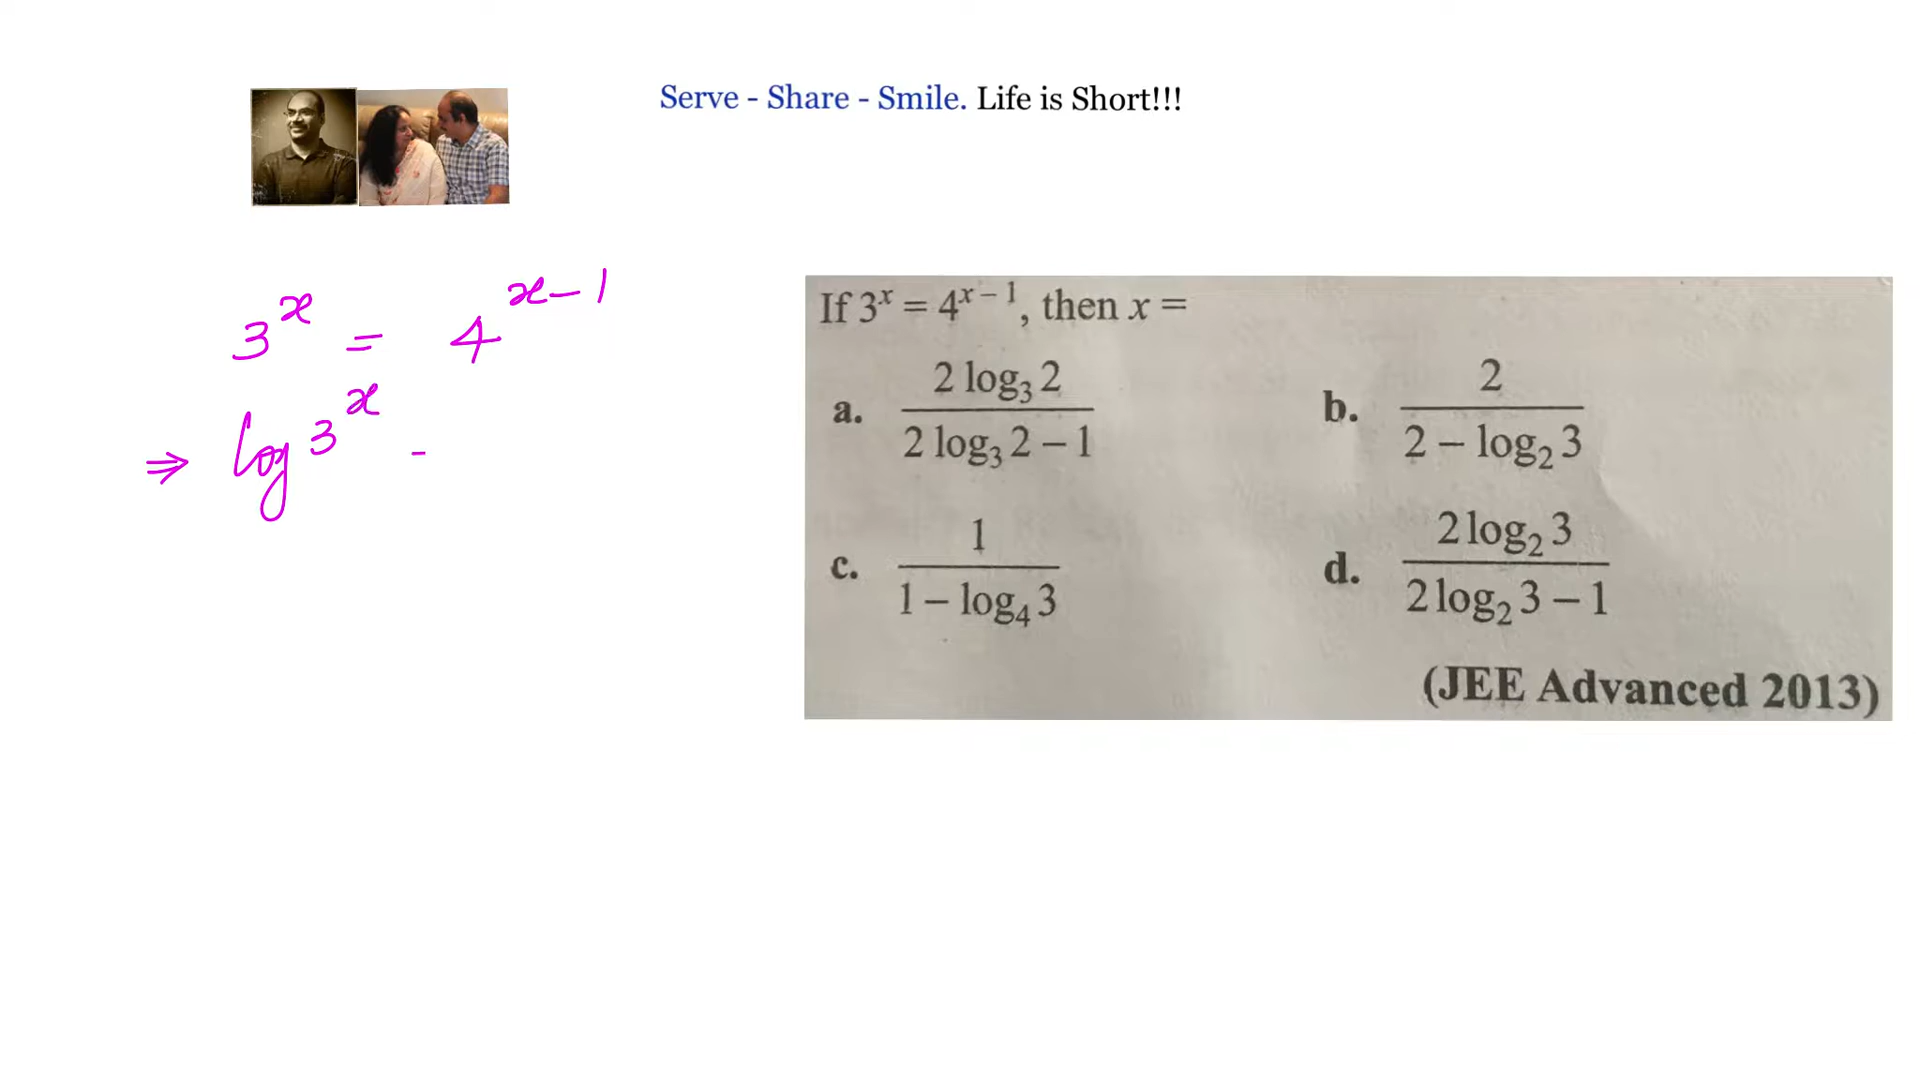 Serve - Share - Smile. Life is Short!!!
3^x = 4^(x-1)
⇒ log 3^x -
If 3^x = 4^(x-1), then x =
a. (2 log₃ 2)/(2 log₃ 2 - 1) b. 2/(2 - log₂ 3)
c. 1/(1 - log₄ 3) d. (2 log₂ 3)/(2 log₂ 3 - 1)
(JEE Advanced 2013)